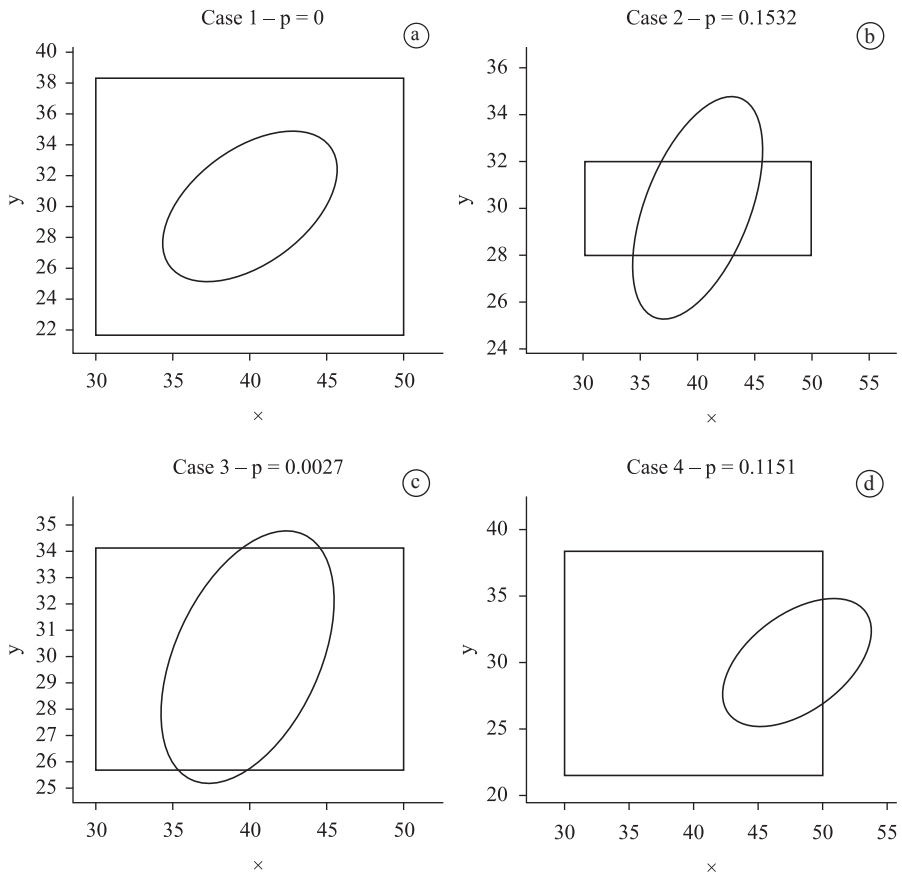 Case 1 – p = 0
a
40
38
36
34
32
30
28
26
24
22
y
30 35 40 45 50
×
Case 2 – p = 0.1532
b
36
34
32
30
28
26
24
y
30 35 40 45 50 55
×
Case 3 – p = 0.0027
c
35
34
33
32
31
30
29
28
27
26
25
y
30 35 40 45 50
×
Case 4 – p = 0.1151
d
40
35
30
25
20
y
30 35 40 45 50 55
×